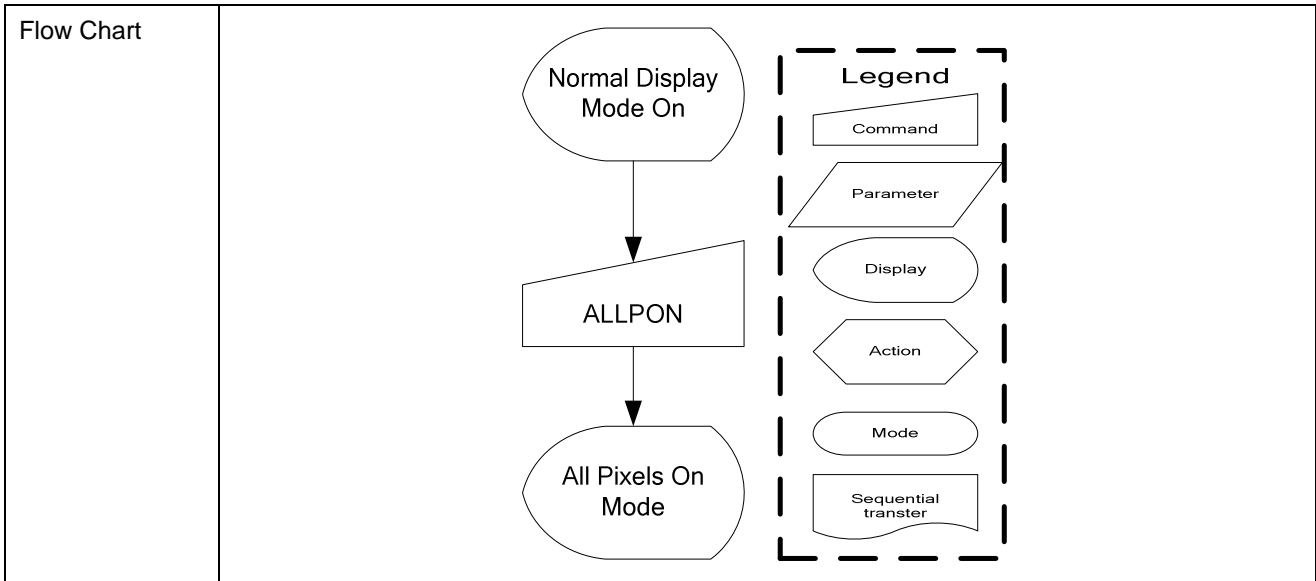 Flow Chart
Normal Display
Mode On
ALLPON
All Pixels On
Mode
Legend
Command
Parameter
Display
Action
Mode
Sequential
transter